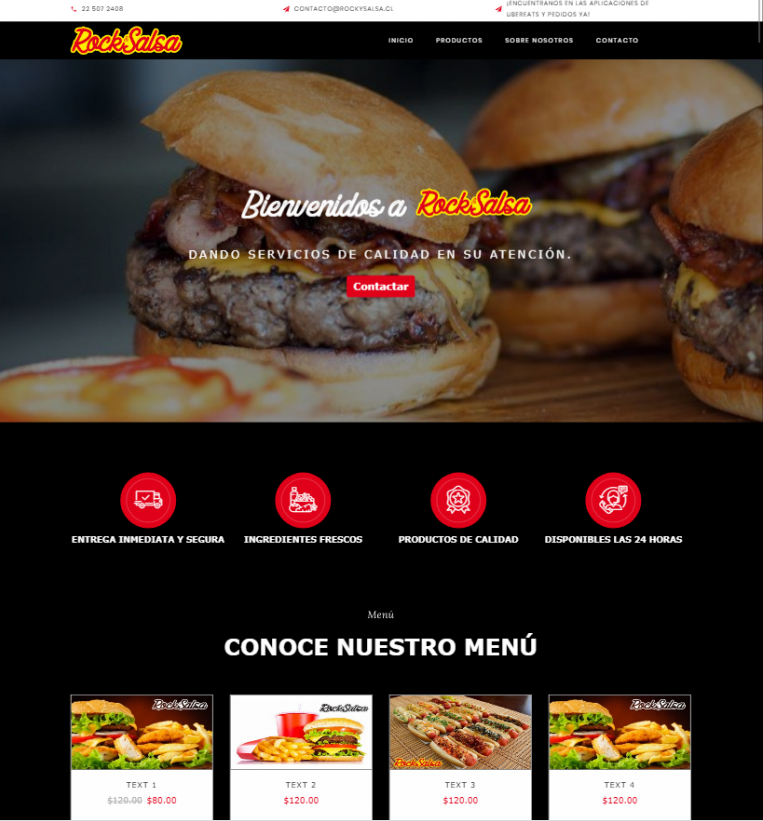 22 507 2408
CONTACTO@ROCKYSALSA.CL
¡ENCUENTRANOS EN LAS APLICACIONES DE
UBEREATS Y PEDIDOS YA!
RockSalsa
INICIO PRODUCTOS SOBRE NOSOTROS CONTACTO
Bienvenidos a RockSalsa
DANDO SERVICIOS DE CALIDAD EN SU ATENCIÓN.
Contactar
ENTREGA INMEDIATA Y SEGURA
INGREDIENTES FRESCOS
PRODUCTOS DE CALIDAD
DISPONIBLES LAS 24 HORAS
Menú
CONOCE NUESTRO MENÚ
RockSalsa
RockSalsa
RockSalsa
RockSalsa
TEXT 1
$120.00 $80.00
TEXT 2
$120.00
TEXT 3
$120.00
TEXT 4
$120.00